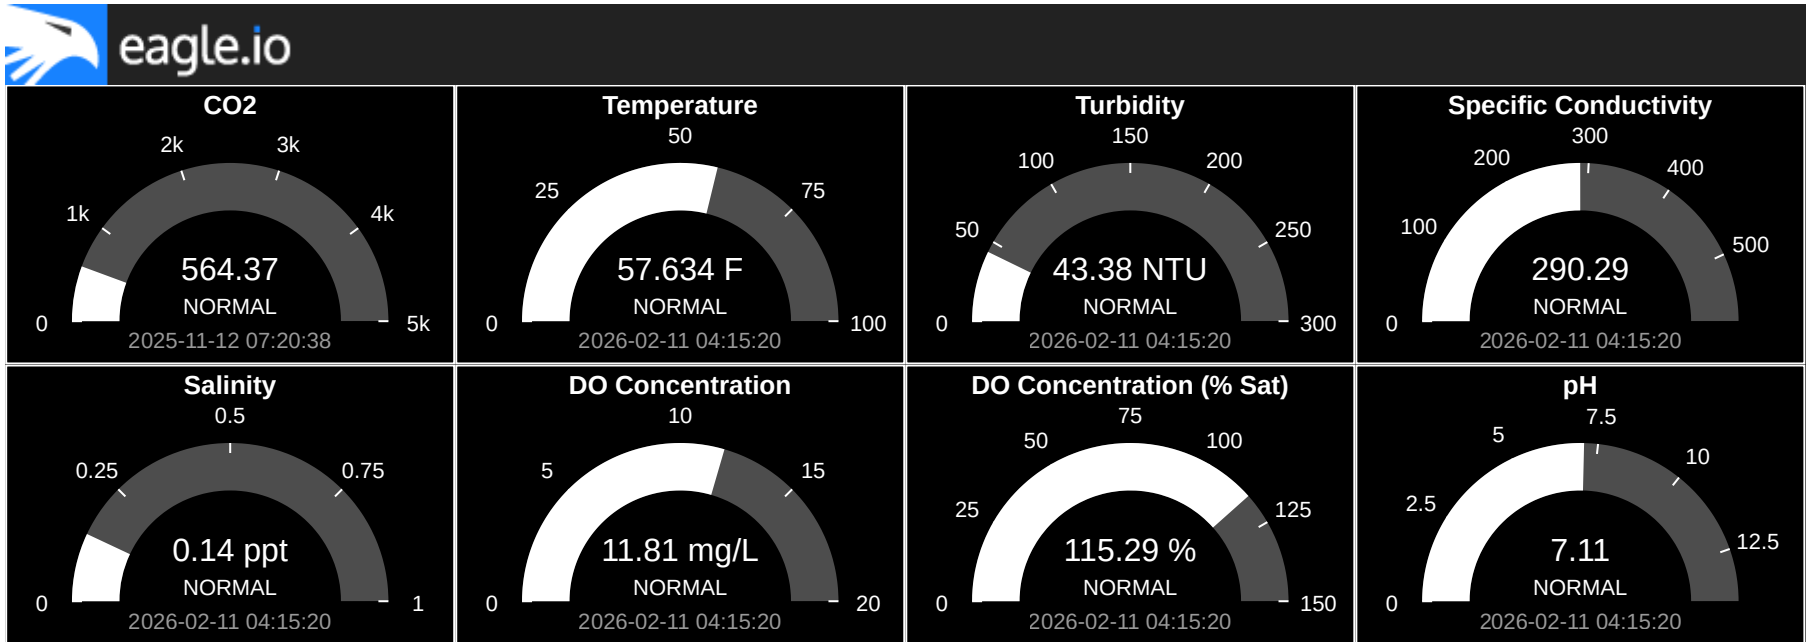 eagle.io
CO2
2k
3k
1k
4k
564.37
NORMAL
0
5k
2025-11-12 07:20:38
Temperature
50
25
75
57.634 F
NORMAL
0
100
2026-02-11 04:15:20
Turbidity
150
100
200
50
250
43.38 NTU
NORMAL
0
300
2026-02-11 04:15:20
Specific Conductivity
300
200
400
100
500
290.29
NORMAL
0
2026-02-11 04:15:20
Salinity
0.5
0.25
0.75
0.14 ppt
NORMAL
0
1
2026-02-11 04:15:20
DO Concentration
10
5
15
11.81 mg/L
NORMAL
0
20
2026-02-11 04:15:20
DO Concentration (% Sat)
75
50
100
25
125
115.29 %
NORMAL
0
150
2026-02-11 04:15:20
pH
7.5
5
10
2.5
12.5
7.11
NORMAL
0
2026-02-11 04:15:20